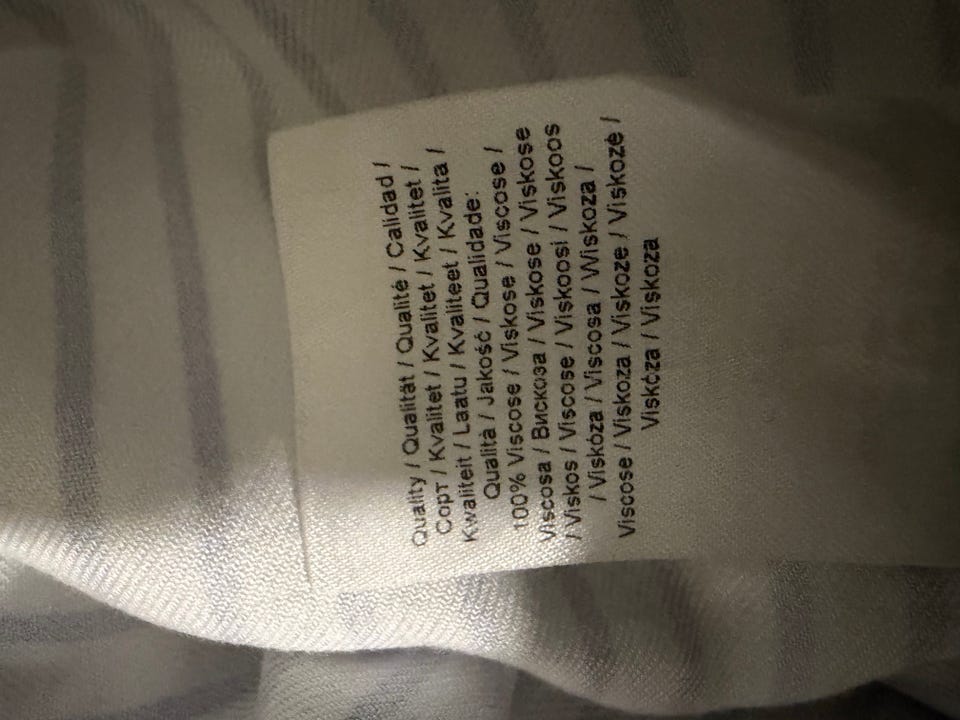 Quality / Qualität / Qualité / Calidad /
Сорт / Kvalitet / Kvalitet / Kvalitet /
Kwaliteit / Laatu / Kvaliteet / Kvalita /
Qualità / Jakość / Qualidade:
100% Viscose / Viskose / Viscose /
Viscosa / Вискоза / Viskose / Viskose
/ Viskos / Viscose / Viskoosi / Viskoos
/ Viskóza / Viscosa / Wiskoza /
Viscose / Viskoza / Viskoze / Viskozė /
Viskóza / Viskoza